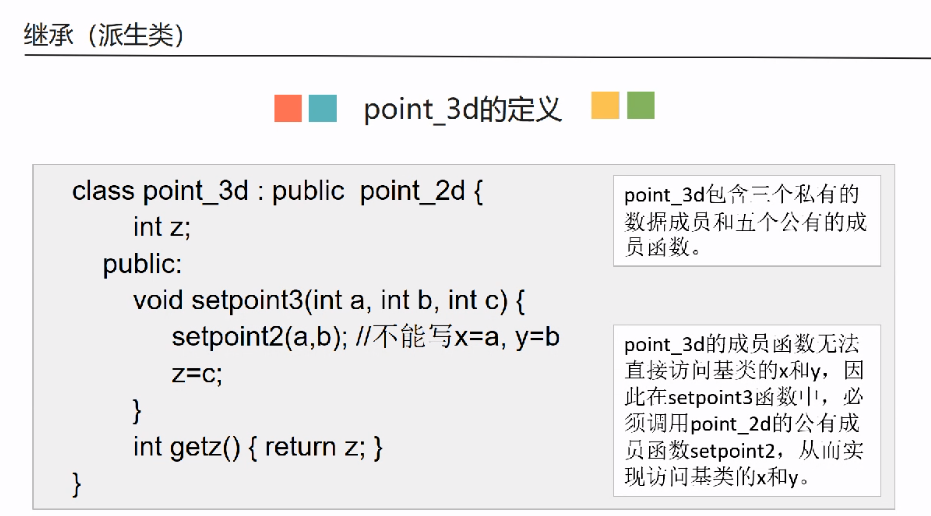 继承（派生类）
point_3d的定义
class point_3d : public point_2d {
int z;
public:
void setpoint3(int a, int b, int c) {
setpoint2(a,b); //不能写x=a, y=b
z=c;
}
int getz() { return z; }
}
point_3d包含三个私有的
数据成员和五个公有的成
员函数。
point_3d的成员函数无法
直接访问基类的x和y，因
此在setpoint3函数中，必
须调用point_2d的公有成
员函数setpoint2，从而实
现访问基类的x和y。